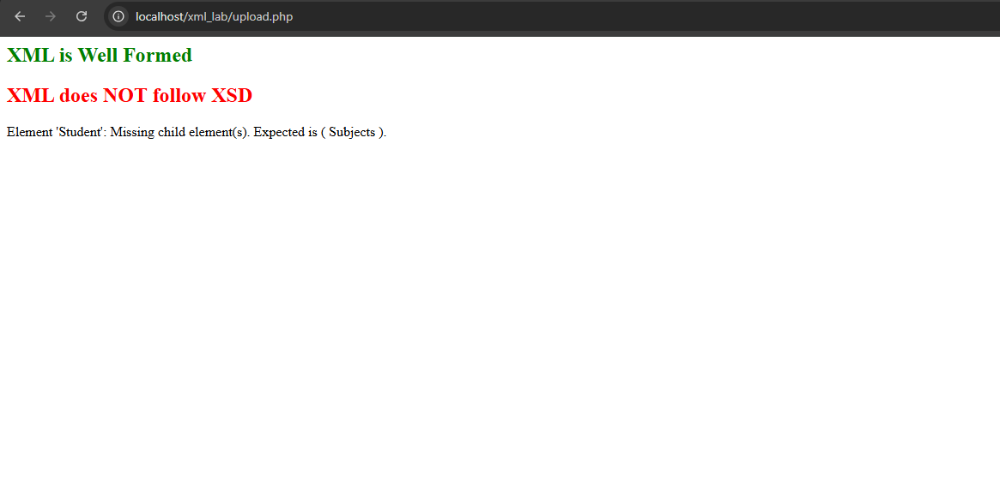 localhost/xml_lab/upload.php
XML is Well Formed
XML does NOT follow XSD
Element 'Student': Missing child element(s). Expected is ( Subjects ).